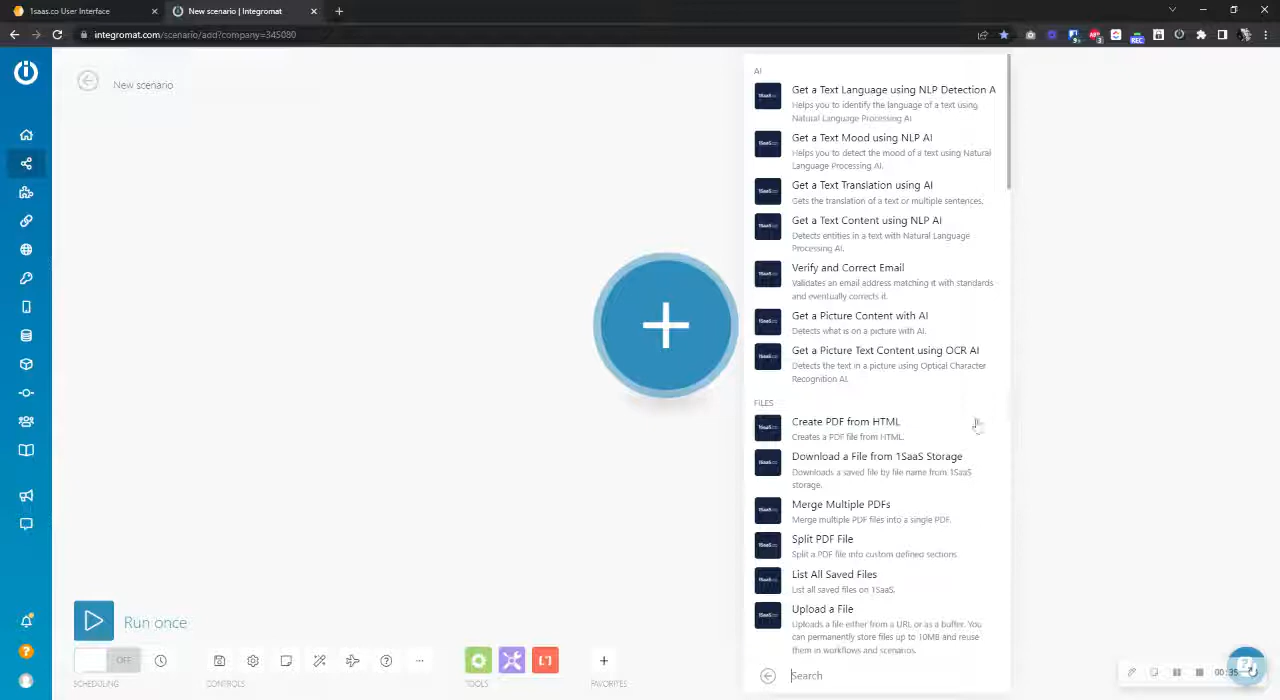 1saas.co User Interface
New scenario | Integromat
integromat.com/scenario/add?company=345080
New scenario
AI
Get a Text Language using NLP Detection A
Helps you to identify the language of a text using
Natural Language Processing AI.
Get a Text Mood using NLP AI
Helps you to detect the mood of a text using Natural
Language Processing AI.
Get a Text Translation using AI
Gets the translation of a text or multiple sentences.
Get a Text Content using NLP AI
Detects entities in a text with Natural Language
Processing AI.
Verify and Correct Email
Validates an email address matching it with standards
and eventually corrects it.
Get a Picture Content with AI
Detects what is on a picture with AI.
Get a Picture Text Content using OCR AI
Detects the text in a picture using Optical Character
Recognition AI.
FILES
Create PDF from HTML
Creates a PDF file from HTML.
Download a File from 1SaaS Storage
Downloads a saved file by file name from 1SaaS
storage.
Merge Multiple PDFs
Merge multiple PDF files into a single PDF.
Split PDF File
Split a PDF file into custom defined sections
List All Saved Files
List all saved files on 1SaaS.
Upload a File
Uploads a file either from a URL or as a buffer. You
can permanently store files up to 10MB and reuse
them in workflows and scenarios.
Search
Run once
OFF
SCHEDULING
CONTROLS
TOOLS
FAVORITES
00:35